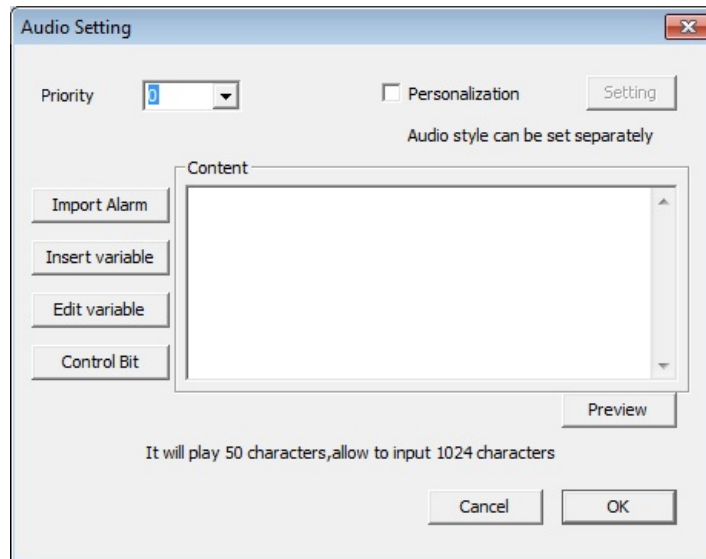 Audio Setting
Priority
0
Personalization
Setting
Audio style can be set separately
Content
Import Alarm
Insert variable
Edit variable
Control Bit
Preview
It will play 50 characters,allow to input 1024 characters
Cancel
OK